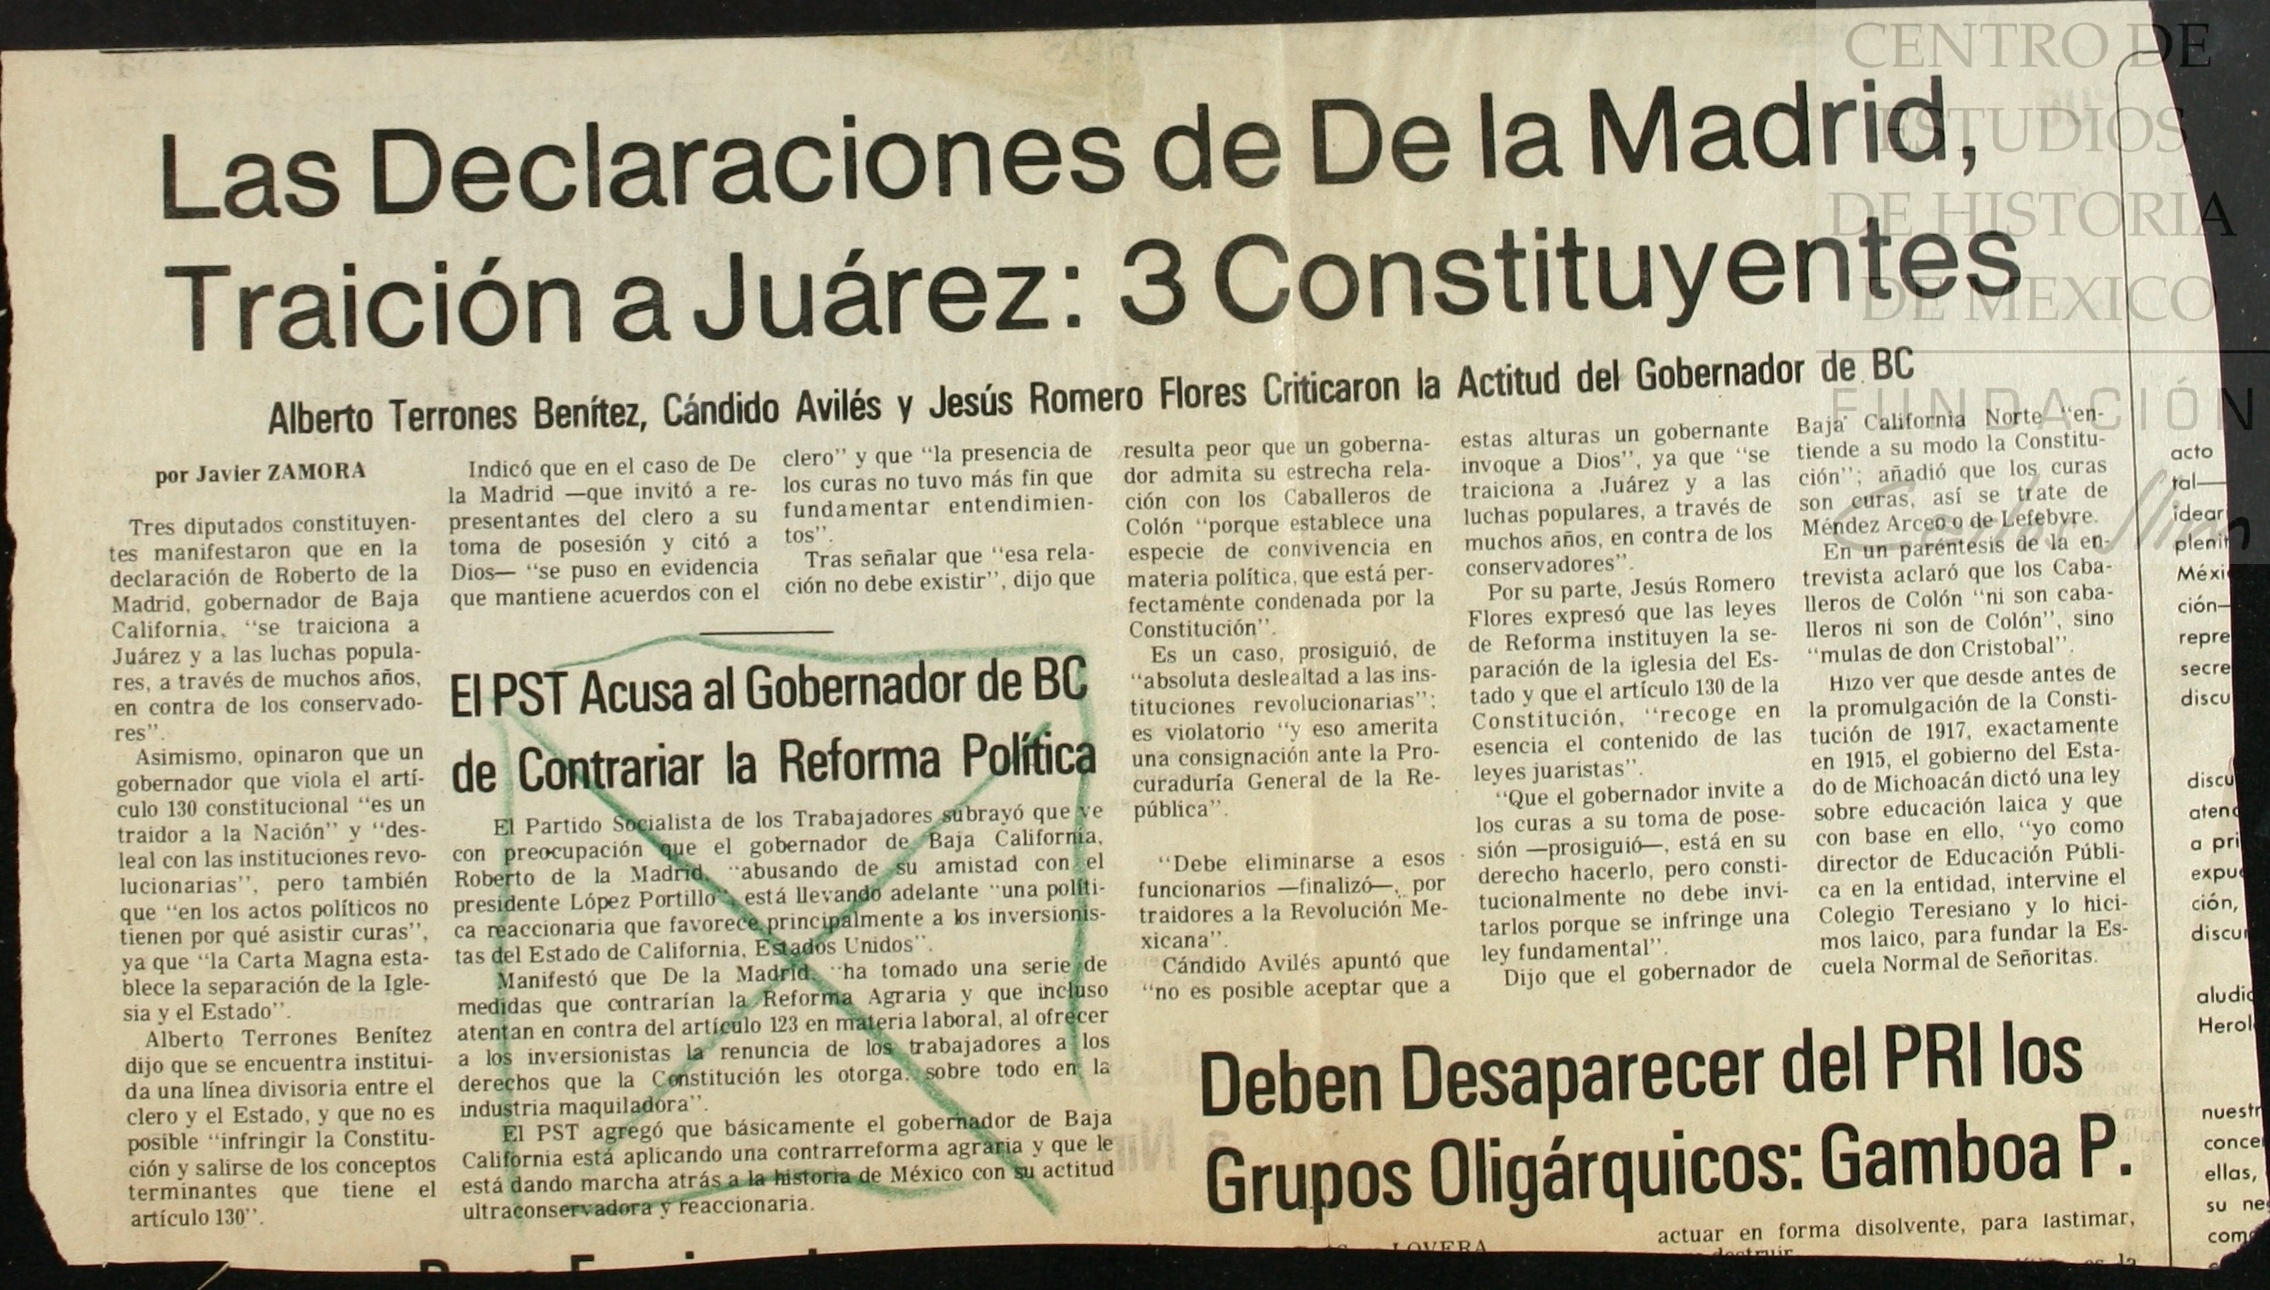 CENTRO DE
ESTUDIOS
DE HISTORIA
DE MEXICO
FUNDACIÓN
Carlos Slim
Las Declaraciones de De la Madrid,
Traición a Juárez: 3 Constituyentes
Alberto Terrones Benítez, Cándido Avilés y Jesús Romero Flores Criticaron la Actitud del Gobernador de BC
por Javier ZAMORA
Tres diputados constituyen-
tes manifestaron que en la
declaración de Roberto de la
Madrid, gobernador de Baja
California, “se traiciona a
Juárez y a las luchas popula-
res, a través de muchos años,
en contra de los conservado-
res”.
Asimismo, opinaron que un
gobernador que viola el artí-
culo 130 constitucional “es un
traidor a la Nación” y “des-
leal con las instituciones revo-
lucionarias”, pero también
que “en los actos políticos no
tienen por qué asistir curas”,
ya que “la Carta Magna esta-
blece la separación de la Igle-
sia y el Estado”.
Alberto Terrones Benítez
dijo que se encuentra institui-
da una línea divisoria entre el
clero y el Estado, y que no es
posible “infringir la Constitu-
ción y salirse de los conceptos
terminantes que tiene el
artículo 130”.
Indicó que en el caso de De
la Madrid —que invitó a re-
presentantes del clero a su
toma de posesión y citó a
Dios— “se puso en evidencia
que mantiene acuerdos con el
clero” y que “la presencia de
los curas no tuvo más fin que
fundamentar entendimien-
tos”.
Tras señalar que “esa rela-
ción no debe existir”, dijo que
resulta peor que un goberna-
dor admita su estrecha rela-
ción con los Caballeros de
Colón “porque establece una
especie de convivencia en
materia política, que está per-
fectamente condenada por la
Constitución”.
Es un caso, prosiguió, de
“absoluta deslealtad a las ins-
tituciones revolucionarias”;
es violatorio “y eso amerita
una consignación ante la Pro-
curaduría General de la Re-
pública”.
“Debe eliminarse a esos
funcionarios —finalizó—, por
traidores a la Revolución Me-
xicana”.
Cándido Avilés apuntó que
“no es posible aceptar que a
estas alturas un gobernante
invoque a Dios”, ya que “se
traiciona a Juárez y a las
luchas populares, a través de
muchos años, en contra de los
conservadores”.
Por su parte, Jesús Romero
Flores expresó que las leyes
de Reforma instituyen la se-
paración de la iglesia del Es-
tado y que el artículo 130 de la
Constitución, “recoge en
esencia el contenido de las
leyes juaristas”.
“Que el gobernador invite a
los curas a su toma de pose-
sión —prosiguió—, está en su
derecho hacerlo, pero consti-
tucionalmente no debe invi-
tarlos porque se infringe una
ley fundamental”.
Dijo que el gobernador de
Baja California Norte “en-
tiende a su modo la Constitu-
ción”; añadió que los curas
son curas, así se trate de
Méndez Arceo o de Lefebvre.
En un paréntesis de la en-
trevista aclaró que los Caba-
lleros de Colón “ni son caba-
lleros ni son de Colón”, sino
“mulas de don Cristobal”.
Hizo ver que desde antes de
la promulgación de la Consti-
tución de 1917, exactamente
en 1915, el gobierno del Esta-
do de Michoacán dictó una ley
sobre educación laica y que
con base en ello, “yo como
director de Educación Públi-
ca en la entidad, intervine el
Colegio Teresiano y lo hici-
mos laico, para fundar la Es-
cuela Normal de Señoritas.
El PST Acusa al Gobernador de BC
de Contrariar la Reforma Política
El Partido Socialista de los Trabajadores subrayó que ve
con preocupación que el gobernador de Baja California,
Roberto de la Madrid, “abusando de su amistad con el
presidente López Portillo”, está llevando adelante “una políti-
ca reaccionaria que favorece principalmente a los inversionis-
tas del Estado de California, Estados Unidos”.
Manifestó que De la Madrid, “ha tomado una serie de
medidas que contrarían la Reforma Agraria y que incluso
atentan en contra del artículo 123 en materia laboral, al ofrecer
a los inversionistas la renuncia de los trabajadores a los
derechos que la Constitución les otorga, sobre todo en la
industria maquiladora”.
El PST agregó que básicamente el gobernador de Baja
California está aplicando una contrarreforma agraria y que le
está dando marcha atrás a la historia de México con su actitud
ultraconservadora y reaccionaria.
Deben Desaparecer del PRI los
Grupos Oligárquicos: Gamboa P.
LOVERA
actuar en forma disolvente, para lastimar,
acto
tal—
idear
plenit
Méxi
ción—
repre
secre
discu
discu
atenc
a pri
expue
ción,
discur
aludic
Herol
nuestr
concer
ellas,
su neg
como